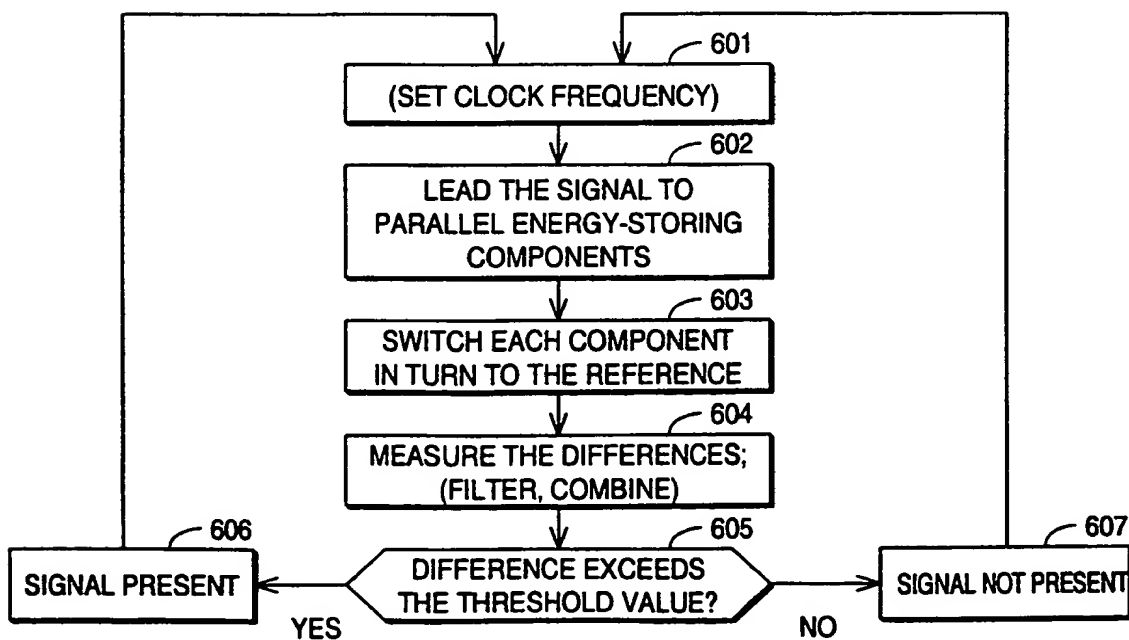 601
(SET CLOCK FREQUENCY)
602
LEAD THE SIGNAL TO
PARALLEL ENERGY-STORING
COMPONENTS
603
SWITCH EACH COMPONENT
IN TURN TO THE REFERENCE
604
MEASURE THE DIFFERENCES;
(FILTER, COMBINE)
605
DIFFERENCE EXCEEDS
THE THRESHOLD VALUE?
606
SIGNAL PRESENT
YES
607
SIGNAL NOT PRESENT
NO